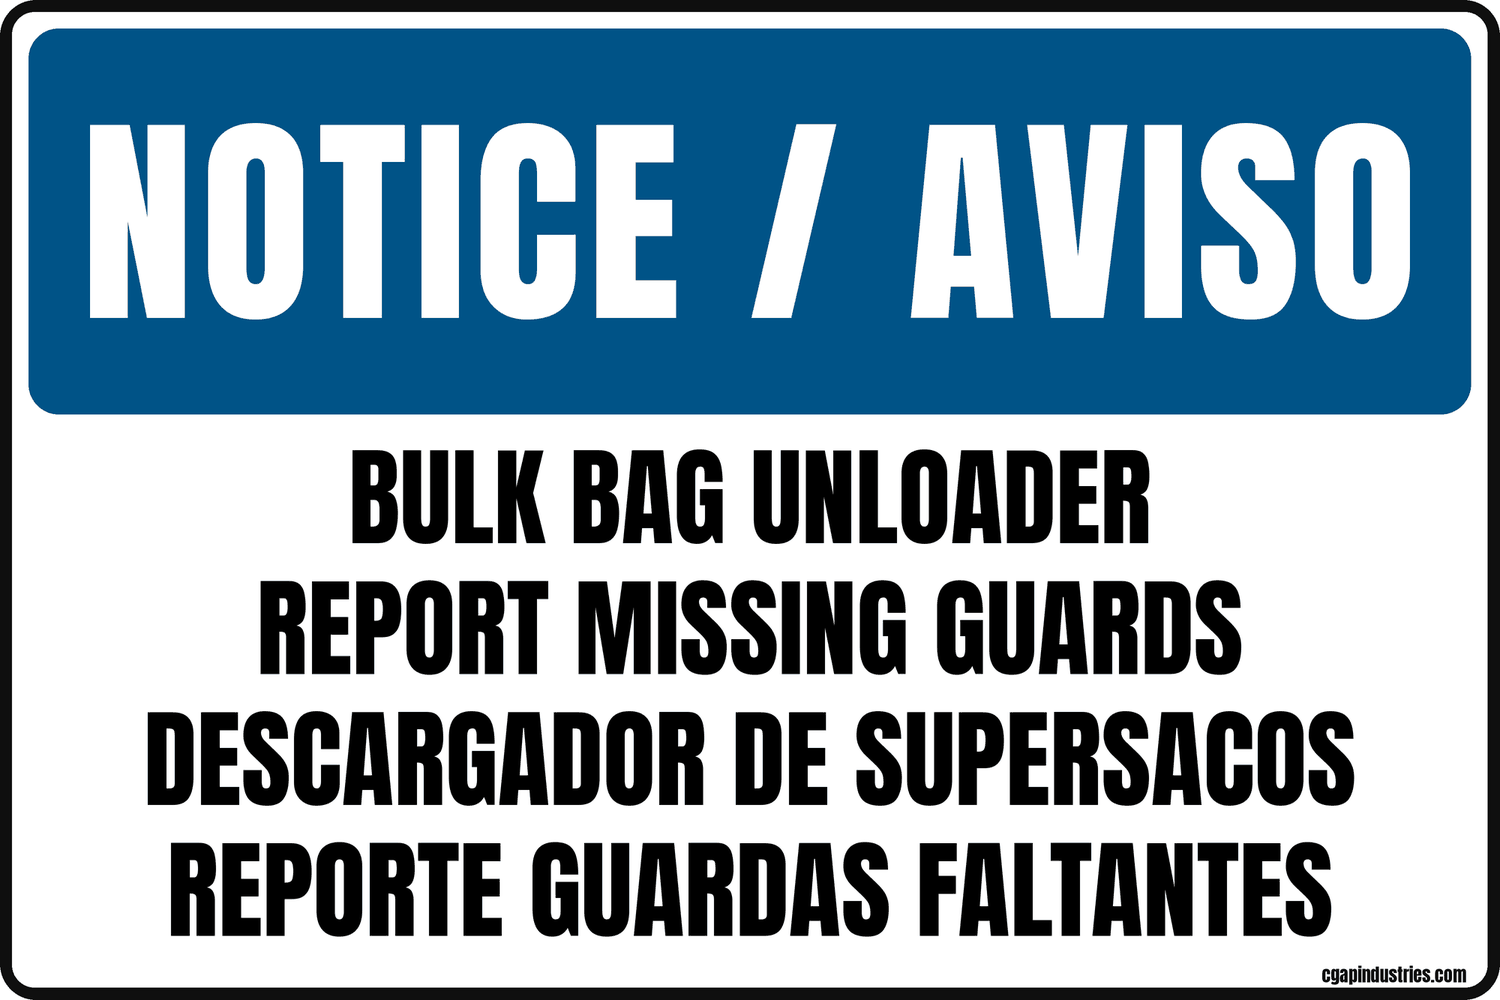 NOTICE / AVISO
BULK BAG UNLOADER
REPORT MISSING GUARDS
DESCARGADOR DE SUPERSACOS
REPORTE GUARDAS FALTANTES
cgapindustries.com